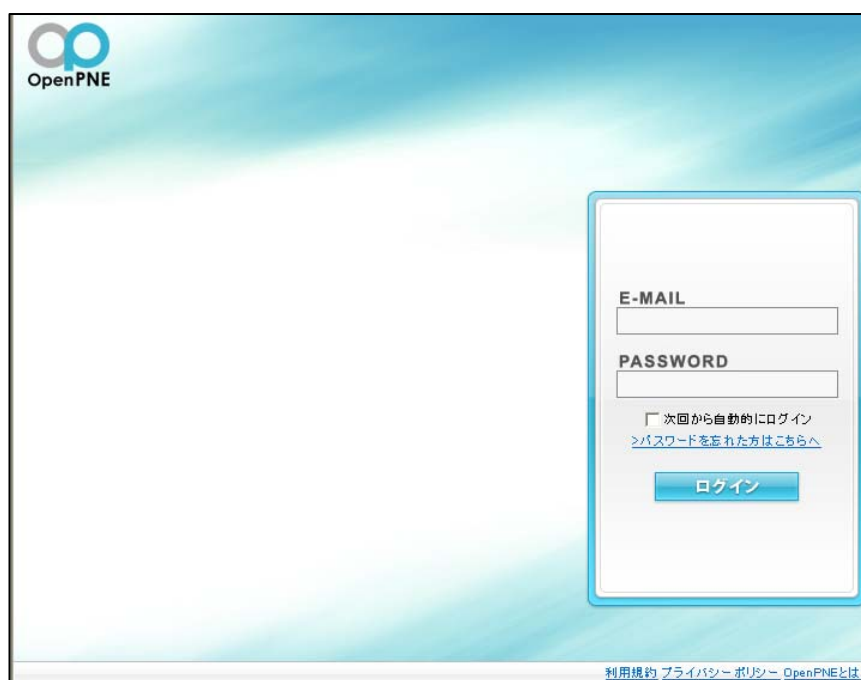 OpenPNE
E-MAIL
PASSWORD
次回から自動的にログイン
>パスワードを忘れた方はこちらへ
ログイン
利用規約 プライバシーポリシー OpenPNEとは